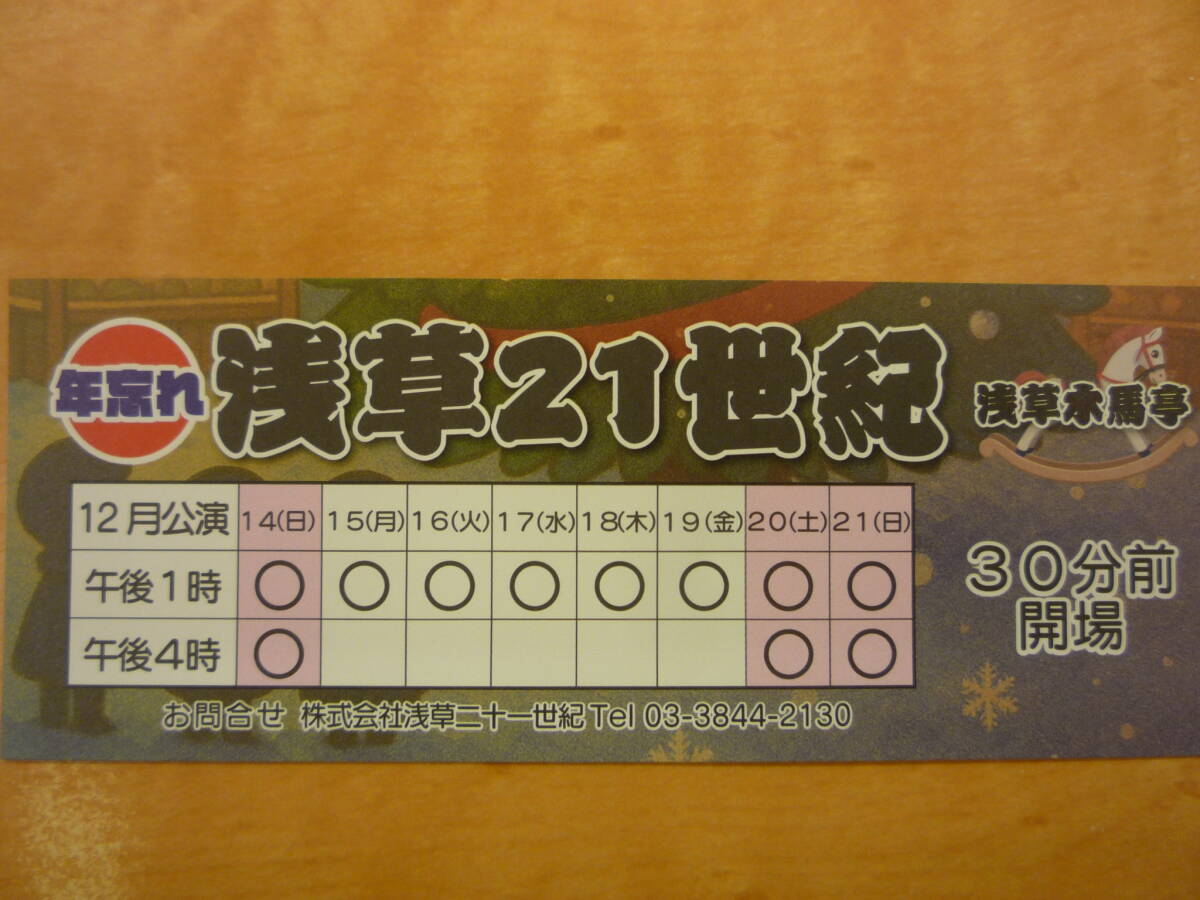 年忘れ 浅草21世紀 浅草木馬亭
12月公演 14(日) 15(月) 16(火) 17(水) 18(木) 19(金) 20(土) 21(日)
午後1時 ○ ○ ○ ○ ○ ○ ○ ○
午後4時 ○ ○ ○
30分前
開場
お問合せ 株式会社浅草二十一世紀 Tel 03-3844-2130